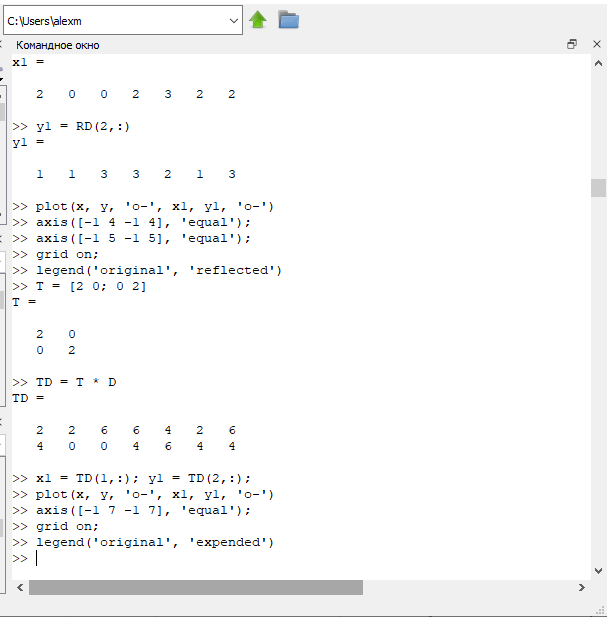 C:\Users\alexm
Командное окно
x1 =
2 0 0 2 3 2 2
>> y1 = RD(2,:)
y1 =
1 1 3 3 2 1 3
>> plot(x, y, 'o-', x1, y1, 'o-')
>> axis([-1 4 -1 4], 'equal');
>> axis([-1 5 -1 5], 'equal');
>> grid on;
>> legend('original', 'reflected')
>> T = [2 0; 0 2]
T =
2 0
0 2
>> TD = T * D
TD =
2 2 6 6 4 2 6
4 0 0 4 6 4 4
>> x1 = TD(1,:); y1 = TD(2,:);
>> plot(x, y, 'o-', x1, y1, 'o-')
>> axis([-1 7 -1 7], 'equal');
>> grid on;
>> legend('original', 'expended')
>>